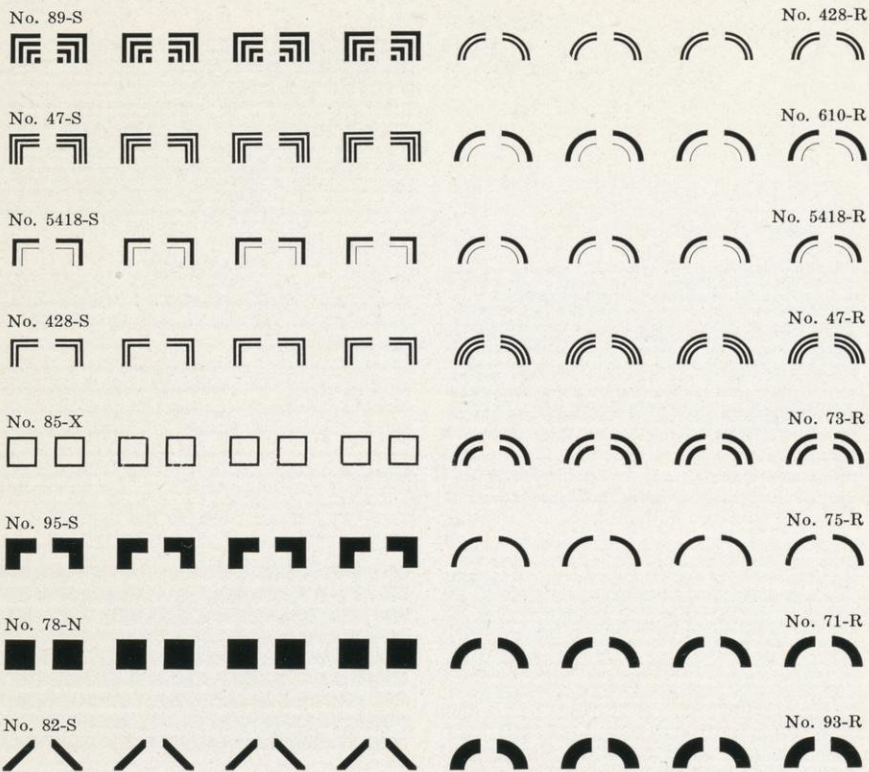 No. 89-S
No. 428-R
No. 47-S
No. 610-R
No. 5418-S
No. 5418-R
No. 428-S
No. 47-R
No. 85-X
No. 73-R
No. 95-S
No. 75-R
No. 78-N
No. 71-R
No. 82-S
No. 93-R